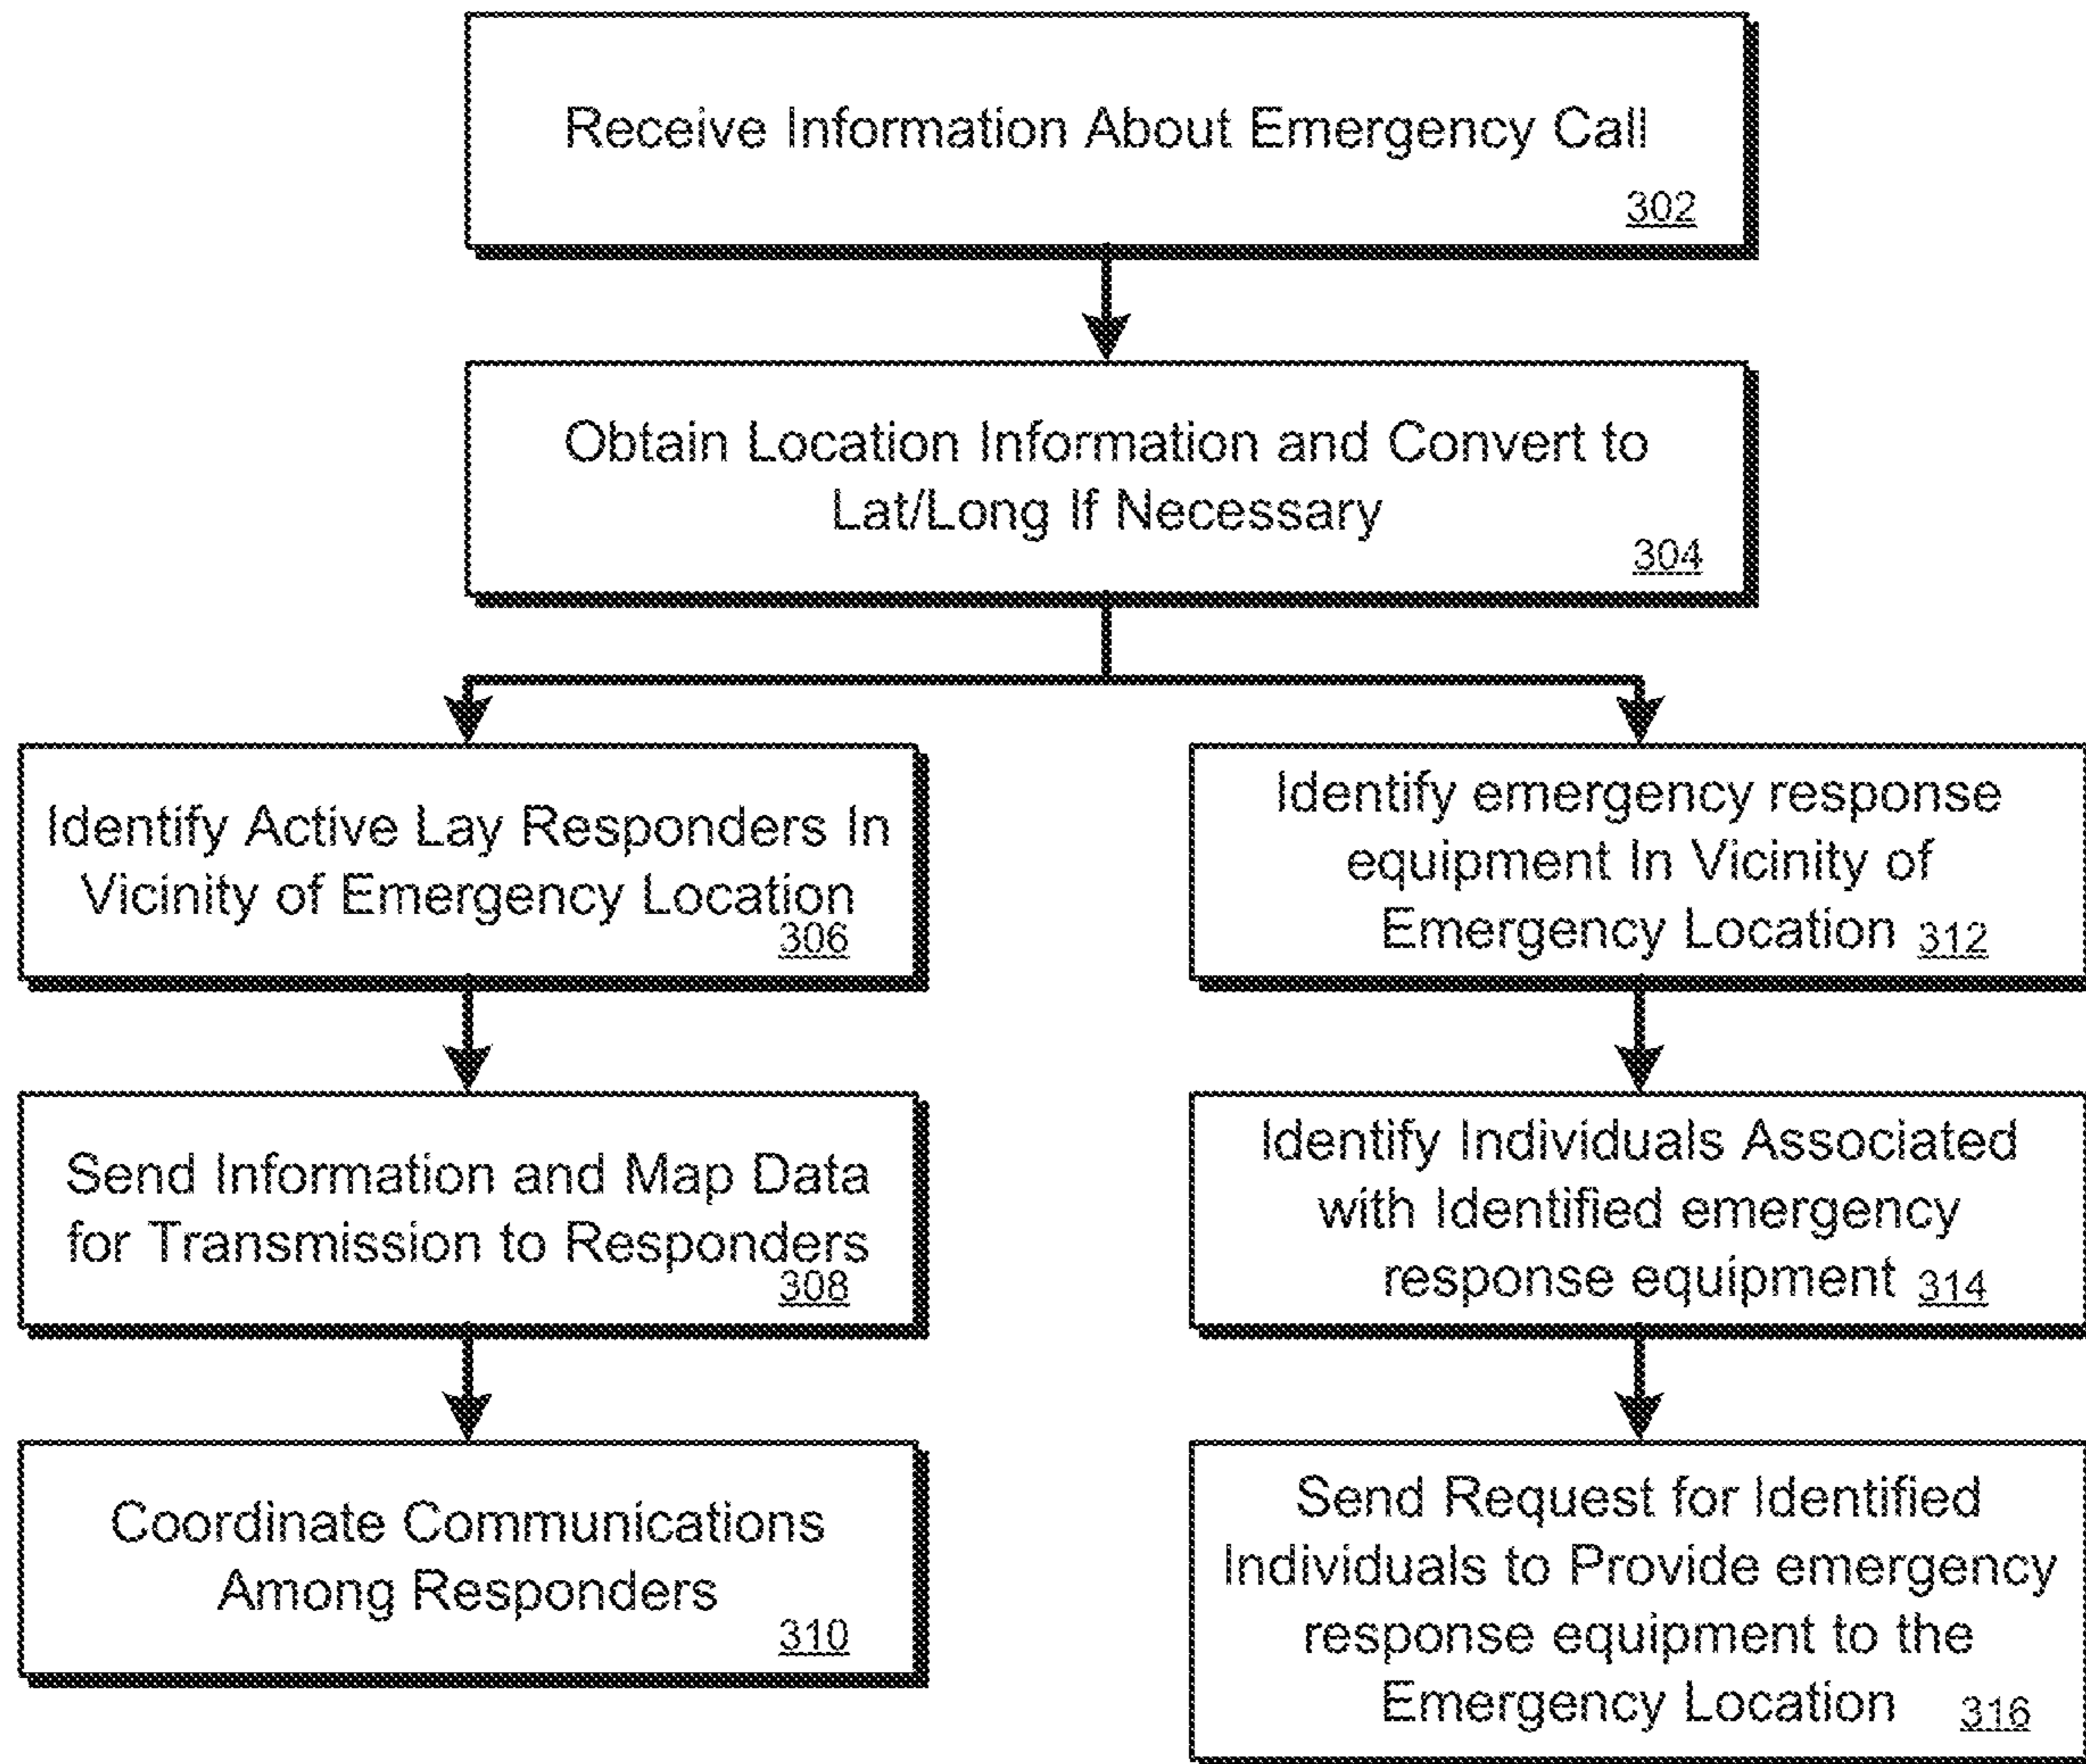 Receive Information About Emergency Call
302
Obtain Location Information and Convert to
Lat/Long If Necessary
304
Identify Active Lay Responders In
Vicinity of Emergency Location
306
Send Information and Map Data
for Transmission to Responders
308
Coordinate Communications
Among Responders
310
Identify emergency response
equipment In Vicinity of
Emergency Location 312
Identify Individuals Associated
with Identified emergency
response equipment 314
Send Request for Identified
Individuals to Provide emergency
response equipment to the
Emergency Location 316